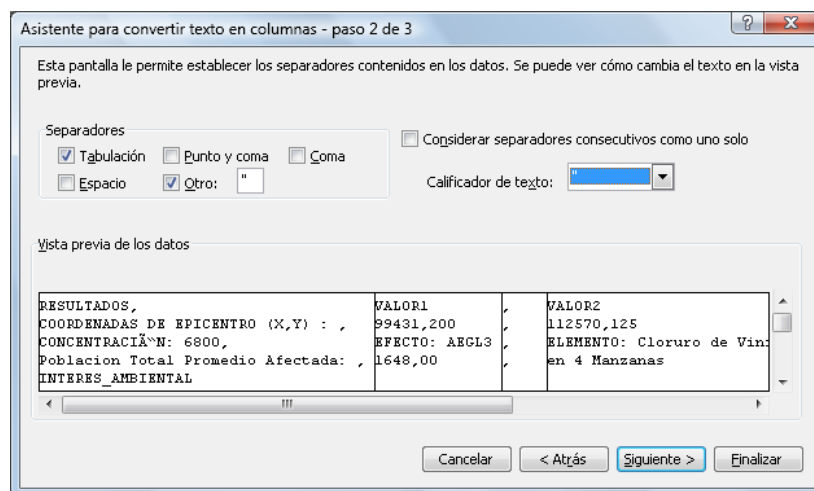 Asistente para convertir texto en columnas - paso 2 de 3
Esta pantalla le permite establecer los separadores contenidos en los datos. Se puede ver cómo cambia el texto en la vista
previa.
Separadores
Tabulación Punto y coma Coma
Espacio Otro: "
Considerar separadores consecutivos como uno solo
Calificador de texto: "
Vista previa de los datos
RESULTADOS, VALOR1 , VALOR2
COORDENADAS DE EPICENTRO (X,Y) : , 99431,200 , 112570,125
CONCENTRACIÃ“N: 6800, EFECTO: AEGL3 , ELEMENTO: Cloruro de Vin
Poblacion Total Promedio Afectada: , 1648,00 , en 4 Manzanas
INTERES_AMBIENTAL
Cancelar < Atrás Siguiente > Finalizar